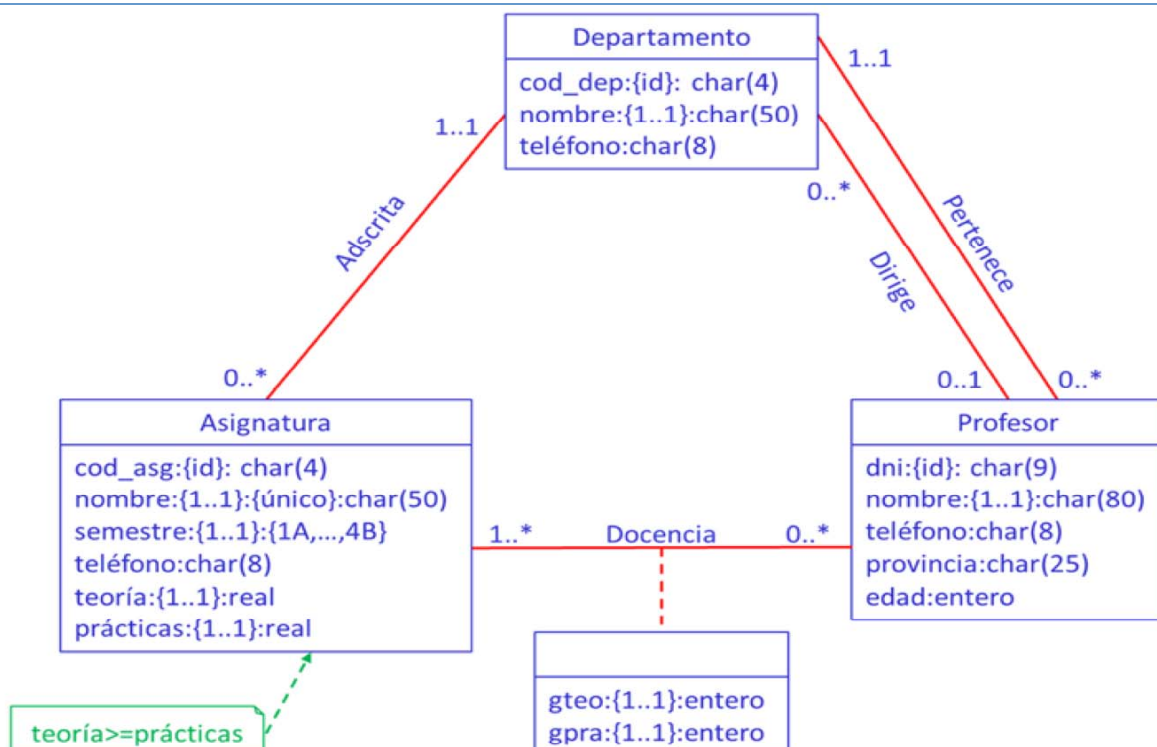 Departamento
cod_dep:{id}: char(4)
nombre:{1..1}:char(50)
teléfono:char(8)
1..1
1..1
0..*
Adscrita
Dirige
Pertenece
0..*
0..1
0..*
Asignatura
cod_asg:{id}: char(4)
nombre:{1..1}:{único}:char(50)
semestre:{1..1}:{1A,...,4B}
teléfono:char(8)
teoría:{1..1}:real
prácticas:{1..1}:real
Profesor
dni:{id}: char(9)
nombre:{1..1}:char(80)
teléfono:char(8)
provincia:char(25)
edad:entero
1..*
Docencia
0..*
gteo:{1..1}:entero
gpra:{1..1}:entero
teoría>=prácticas